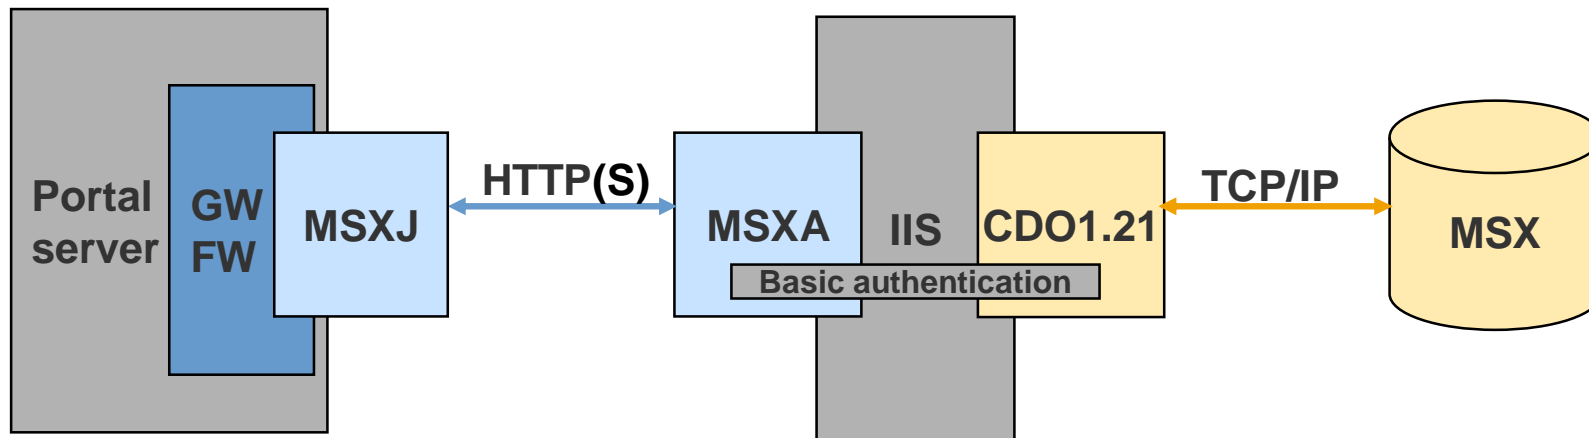 Portal
server
GW
FW
MSXJ
HTTP(S)
MSXA
IIS
CDO1.21
Basic authentication
TCP/IP
MSX